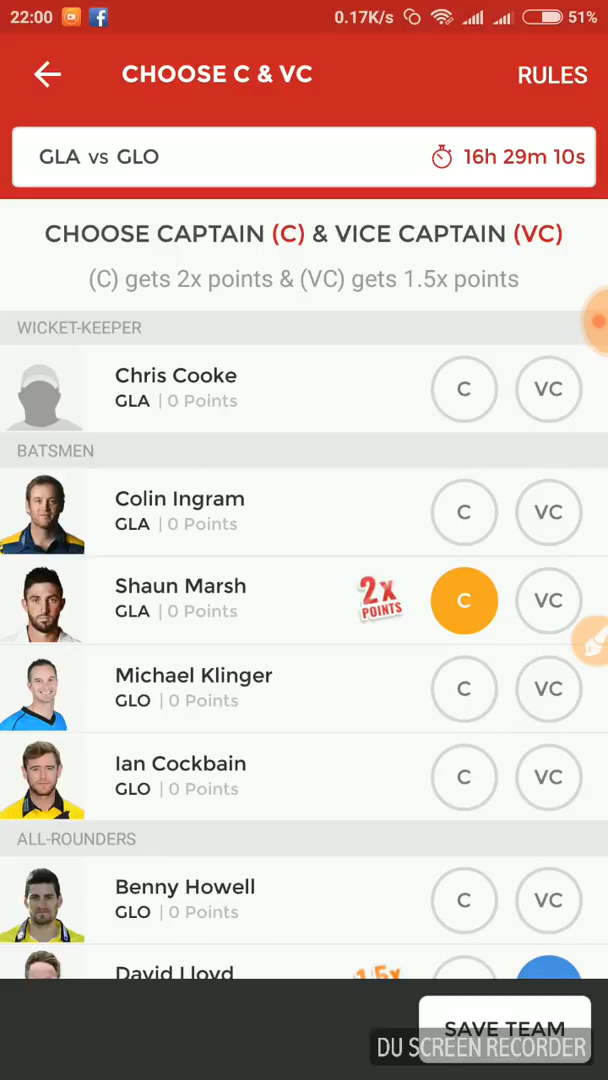 22:00 0.17K/s 51%
CHOOSE C & VC RULES
GLA vs GLO 16h 29m 10s
CHOOSE CAPTAIN (C) & VICE CAPTAIN (VC)
(C) gets 2x points & (VC) gets 1.5x points
WICKET-KEEPER
Chris Cooke
GLA | 0 Points
C VC
BATSMEN
Colin Ingram
GLA | 0 Points
C VC
Shaun Marsh
GLA | 0 Points
2x
POINTS
C VC
Michael Klinger
GLO | 0 Points
C VC
Ian Cockbain
GLO | 0 Points
C VC
ALL-ROUNDERS
Benny Howell
GLO | 0 Points
C VC
David Lloyd
1.5x
SAVE TEAM
DU SCREEN RECORDER